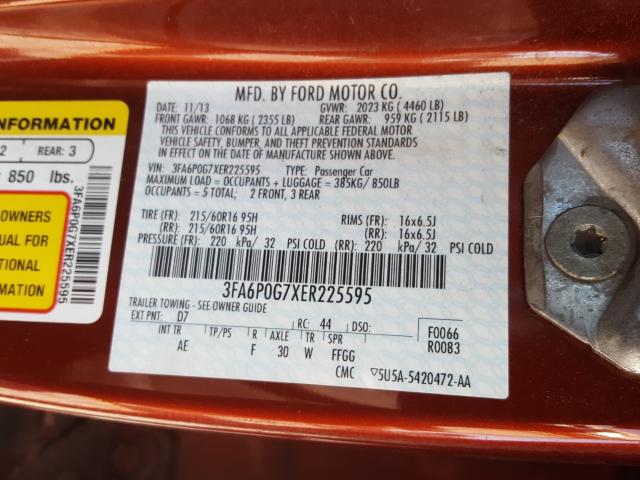 MFD. BY FORD MOTOR CO.
DATE: 11/13 GVWR: 2023 KG ( 4460 LB)
FRONT GAWR: 1068 KG ( 2355 LB) REAR GAWR: 959 KG ( 2115 LB)
THIS VEHICLE CONFORMS TO ALL APPLICABLE FEDERAL MOTOR
VEHICLE SAFETY, BUMPER, AND THEFT PREVENTION STANDARDS
IN EFFECT ON THE DATE OF MANUFACTURE SHOWN ABOVE.
VIN: 3FA6P0G7XER225595 TYPE: Passenger Car
MAXIMUM LOAD = OCCUPANTS + LUGGAGE = 385KG/850LB
OCCUPANTS = 5 TOTAL: 2 FRONT, 3 REAR
TIRE (FR): 215/60R16 95H RIMS (FR): 16x6.5J
(RR): 215/60R16 95H (RR): 16x6.5J
PRESSURE (FR): 220 kPa/ 32 PSI COLD (RR): 220 kPa/ 32 PSI COLD
3FA6P0G7XER225595
TRAILER TOWING - SEE OWNER GUIDE
EXT PNT: D7 RC: 44 DSO: F0066
R0083
INT TR TP/PS R AXLE TR SPR
AE F 30 W FFGG
CMC ▽5U5A-5420472-AA
INFORMATION
2 REAR: 3
850 lbs.
OWNERS
UAL FOR
TIONAL
RMATION
3FA6P0G7XER225595